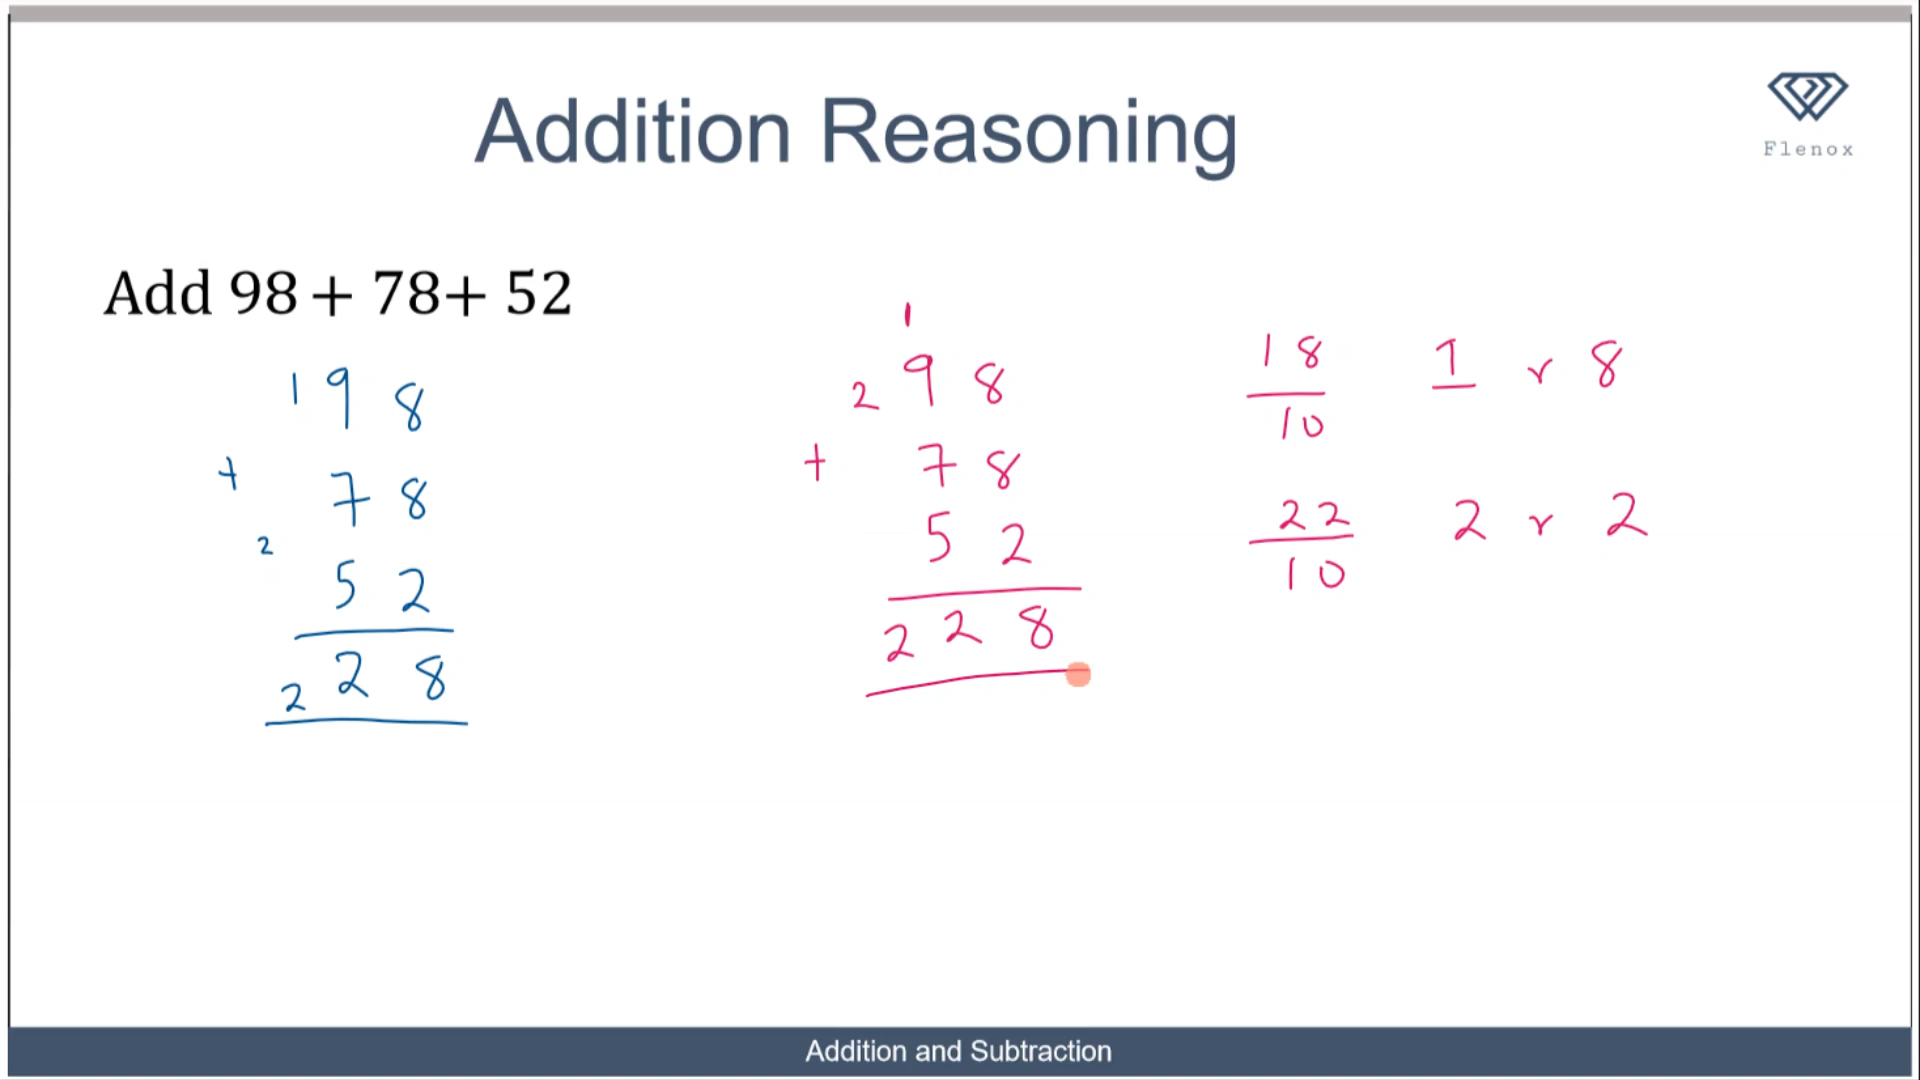 Addition Reasoning
Flenox
Add 98 + 78+ 52
1 9 8
+ 7 8
2
5 2
2 2 8
1
2 9 8
+ 7 8
5 2
2 2 8
18
10
1 r 8
22
10
2 r 2
Addition and Subtraction